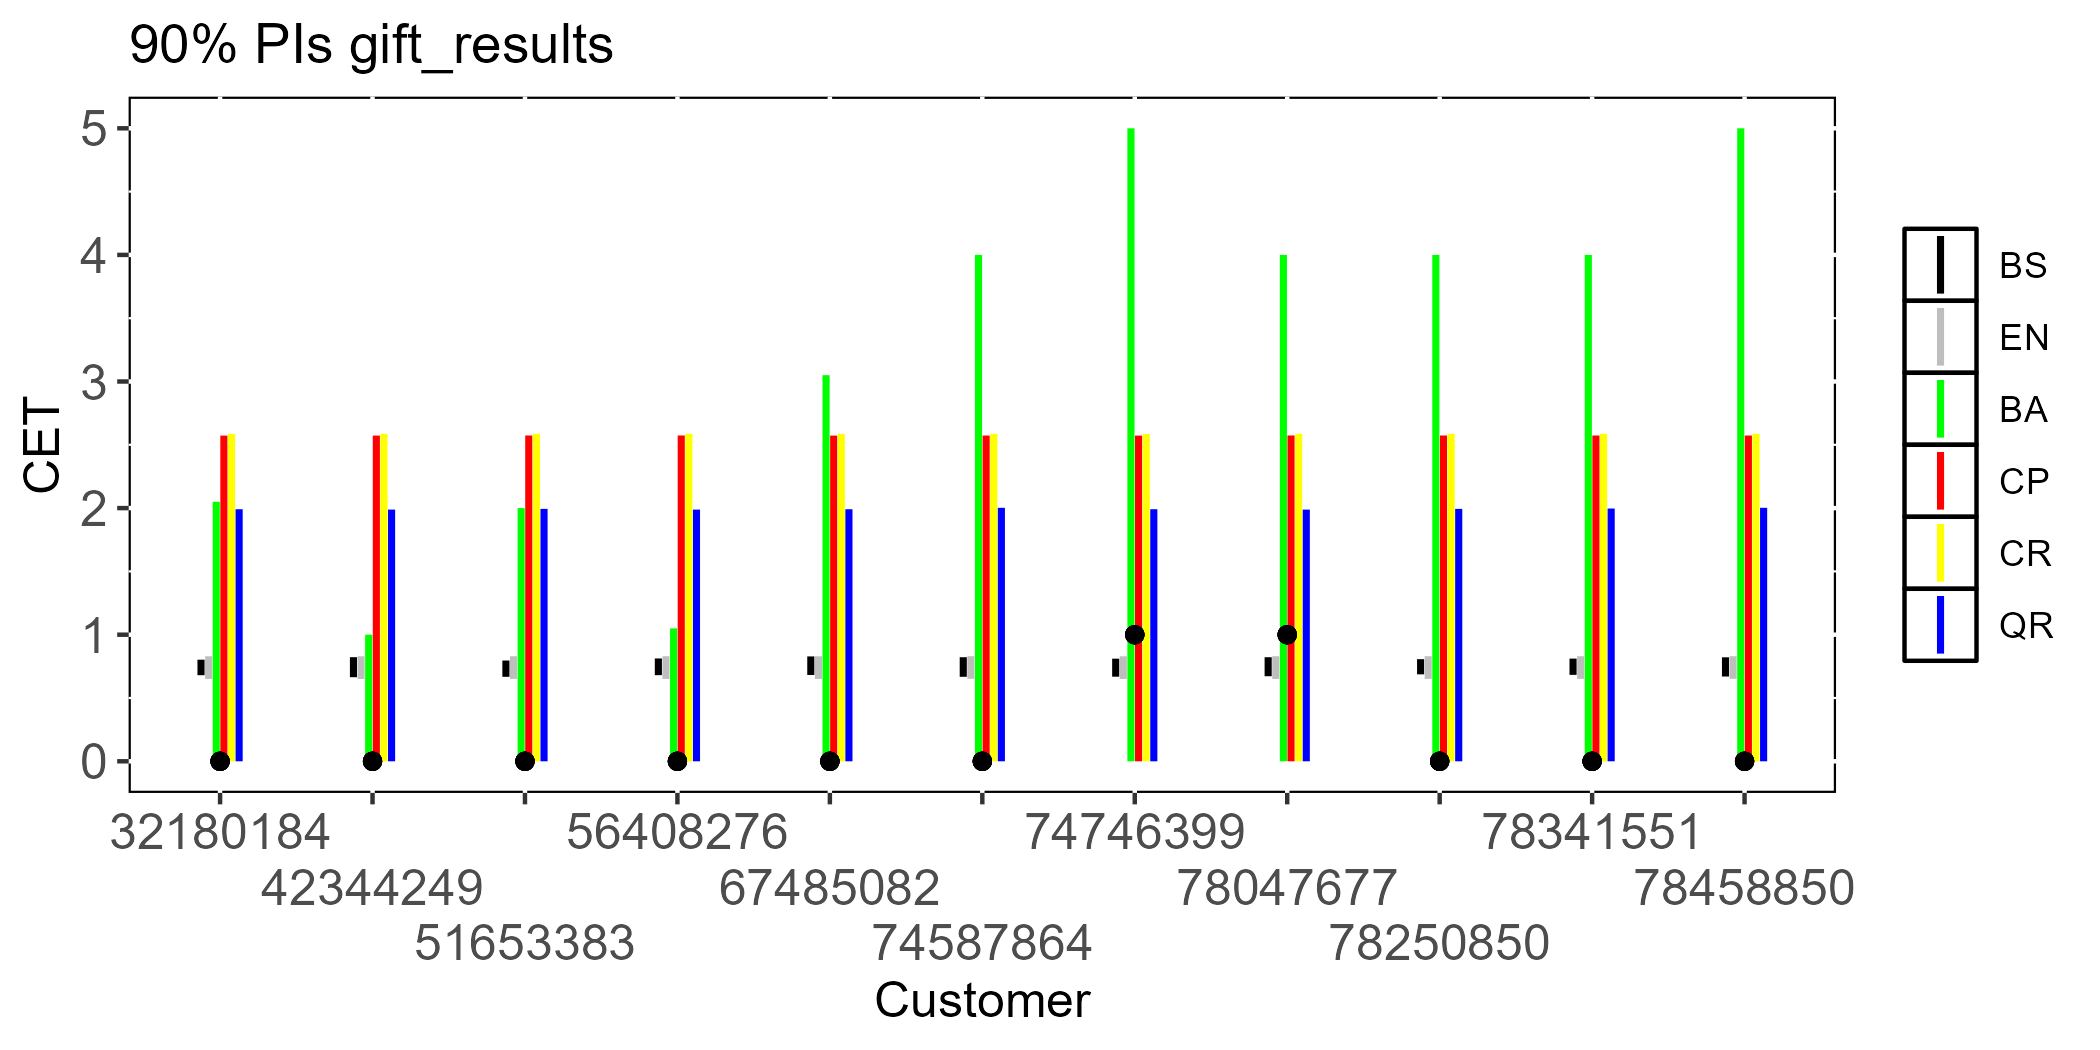 90% PIs gift_results
5
4
3
2
1
0
CET
32180184
56408276
74746399
78341551
42344249
67485082
78047677
78458850
51653383
74587864
78250850
Customer
BS
EN
BA
CP
CR
QR